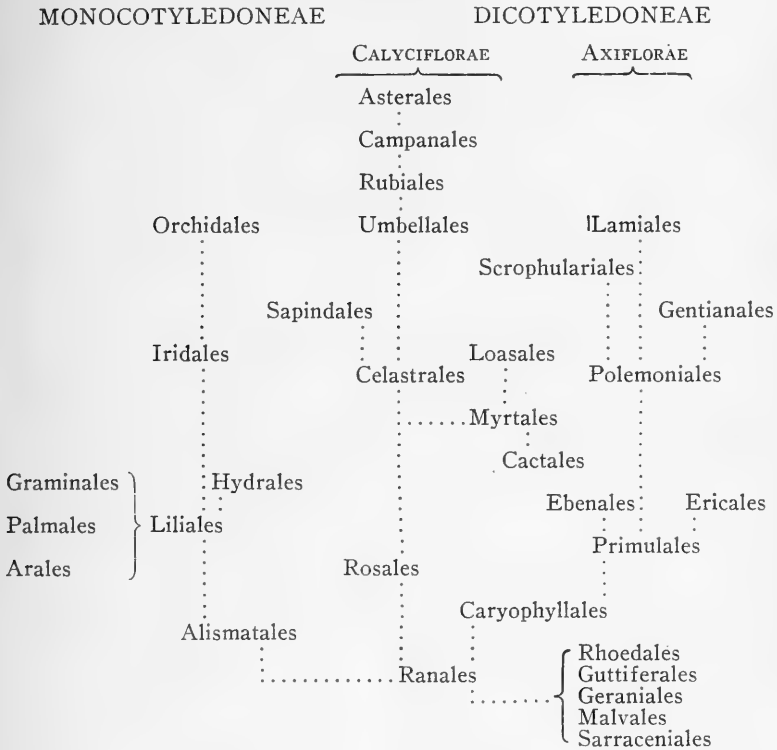 MONOCOTYLEDONEAE DICOTYLEDONEAE
CALYCIFLORAE AXIFLORAE
Asterales
Campanales
Rubiales
Orchidales Umbellales Lamiales
Scrophulariales
Sapindales Gentianales
Iridales Loasales
Celastrales Polemoniales
Myrtales
Cactales
Graminales Hydrales
Ebenales Ericales
Palmales Liliales
Primulales
Arales Rosales
Caryophyllales
Alismatales
Rhoedales
Ranales Guttiferales
Geraniales
Malvales
Sarraceniales